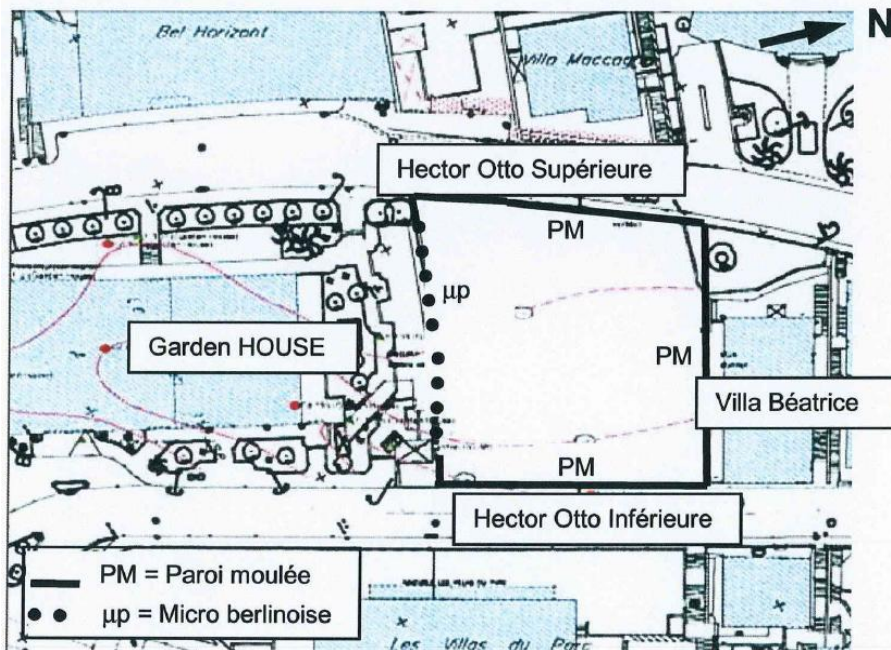 N
Bel Horizont
Villa Maccag
Hector Otto Supérieure
PM
µp
Garden HOUSE
PM
Villa Béatrice
PM
Hector Otto Inférieure
PM = Paroi moulée
µp = Micro berlinoise
Les Villas du Parc